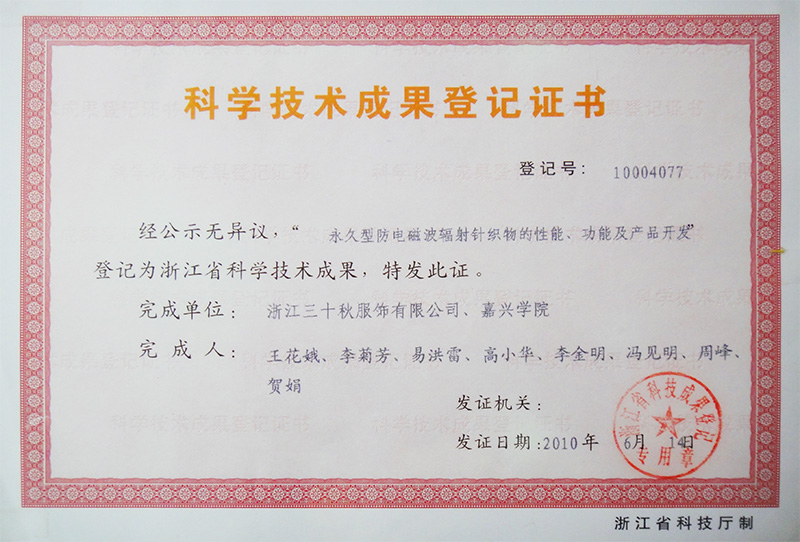 科学技术成果登记证书
登记号： 10004077
经公示无异议，“ 永久型防电磁波辐射针织物的性能、功能及产品开发”
登记为浙江省科学技术成果，特发此证。
完成单位： 浙江三十秋服饰有限公司、嘉兴学院
完 成 人： 王花娥、李菊芳、易洪雷、高小华、李金明、冯见明、周峰、
贺娟
发证机关：
发证日期：2010 年 6月 14日
浙江省科技成果登记
专用章
浙江省科技厅制